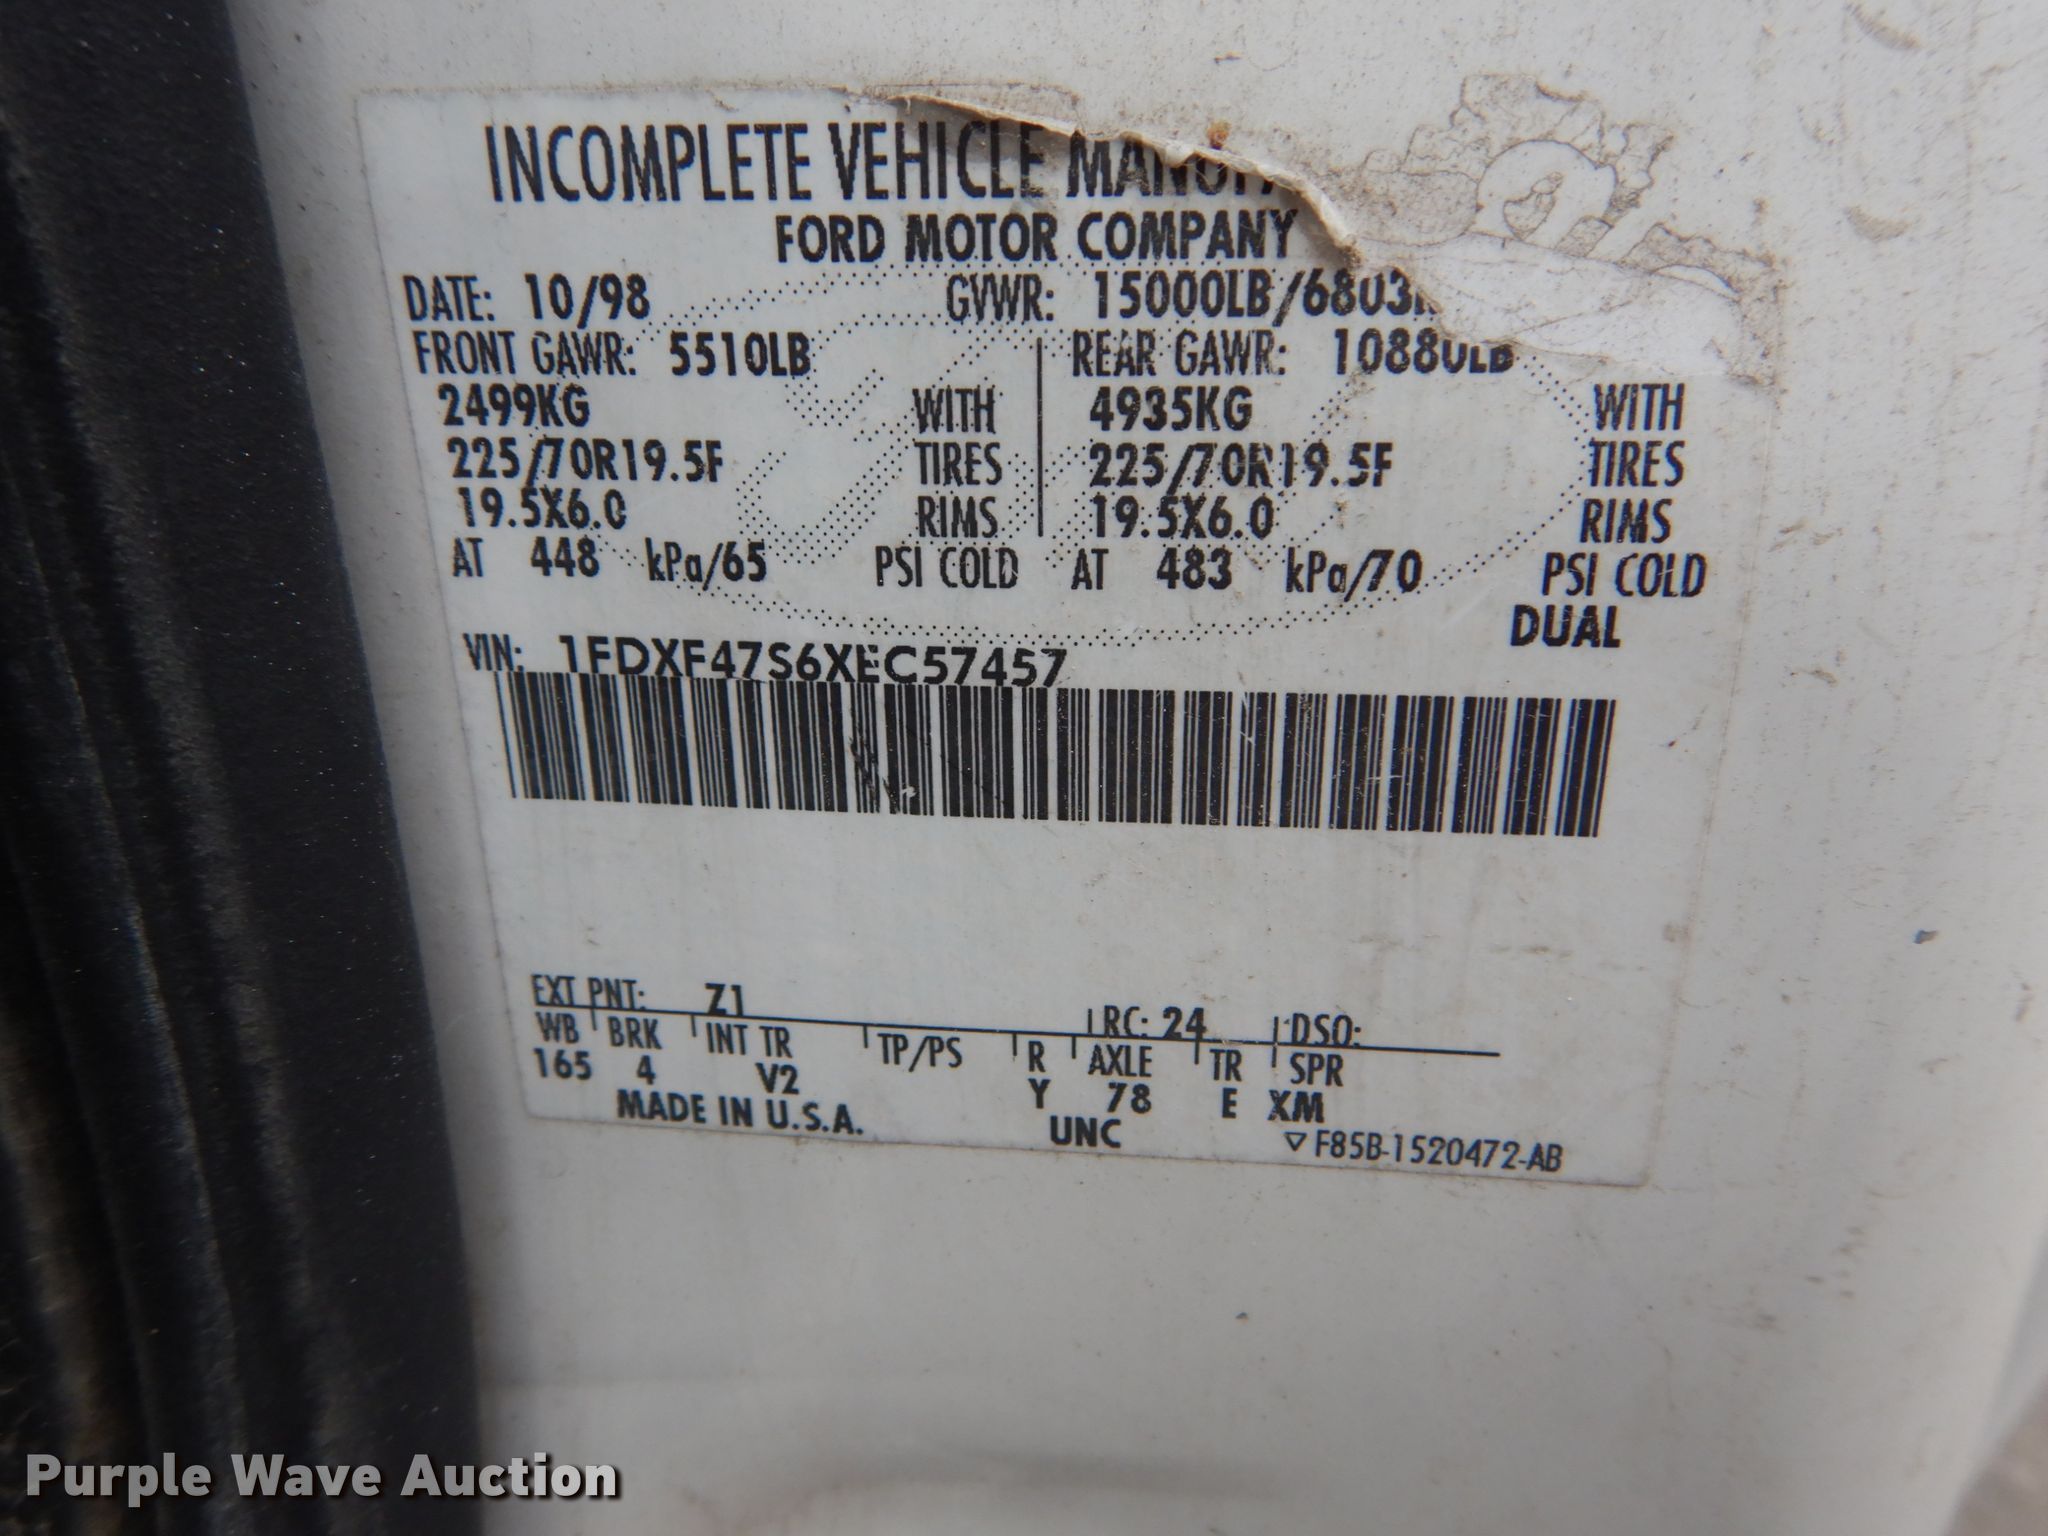 INCOMPLETE VEHICLE
FORD MOTOR COMPANY
DATE: 10/98 GVWR: 15000LB/6803
FRONT GAWR: 5510LB REAR GAWR: 10880LB
2499KG WITH 4935KG WITH
225/70R19.5F TIRES 225/70R19.5F TIRES
19.5X6.0 RIMS 19.5X6.0 RIMS
AT 448 kPa/65 PSI COLD AT 483 kPa/70 PSI COLD
DUAL
VIN: 1FDXF47S6XEC57457
EXT PNT: Z1 RC: 24 DSO:
WB BRK INT TR TP/PS R AXLE TR SPR
165 4 V2 Y 78 E XM
MADE IN U.S.A. UNC ▽F85B-1520472-AB
Purple Wave Auction